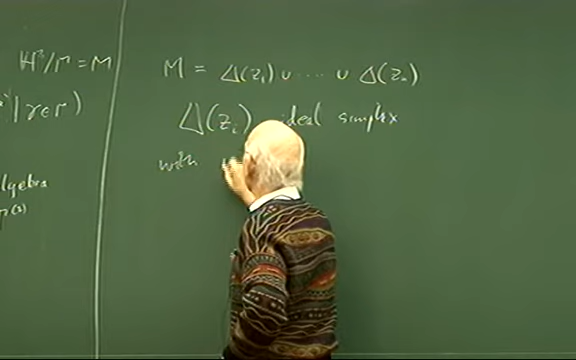 ℍ³/Γ = M
| γ∈Γ )
lgebra
M = Δ(z₁) ∪ .... ∪ Δ(zₙ)
Δ(zᵢ) ideal simplex
with